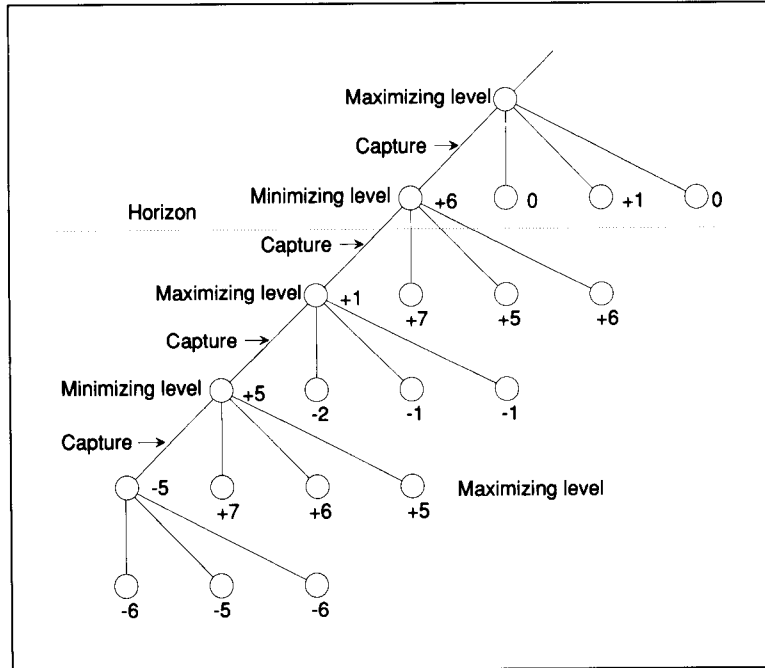 Maximizing level
Capture →
Minimizing level +6 0 +1 0
Horizon
Capture →
Maximizing level +1 +7 +5 +6
Capture →
Minimizing level +5 -2 -1 -1
Capture →
-5 +7 +6 +5 Maximizing level
-6 -5 -6